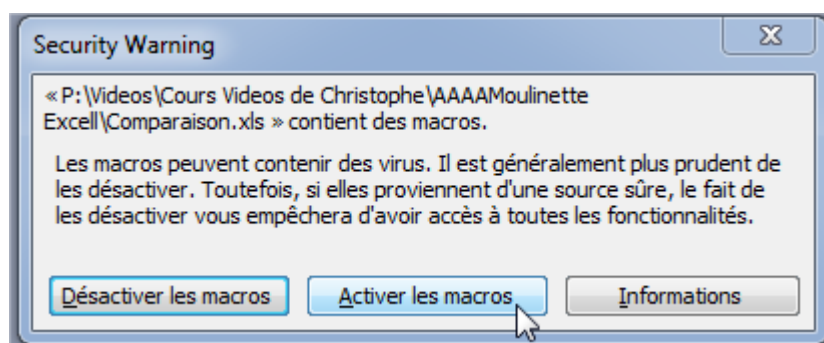 Security Warning
« P:\Videos\Cours Videos de Christophe\AAAAMoulinette
Excell\Comparaison.xls » contient des macros.
Les macros peuvent contenir des virus. Il est généralement plus prudent de
les désactiver. Toutefois, si elles proviennent d'une source sûre, le fait de
les désactiver vous empêchera d'avoir accès à toutes les fonctionnalités.
Désactiver les macros
Activer les macros
Informations